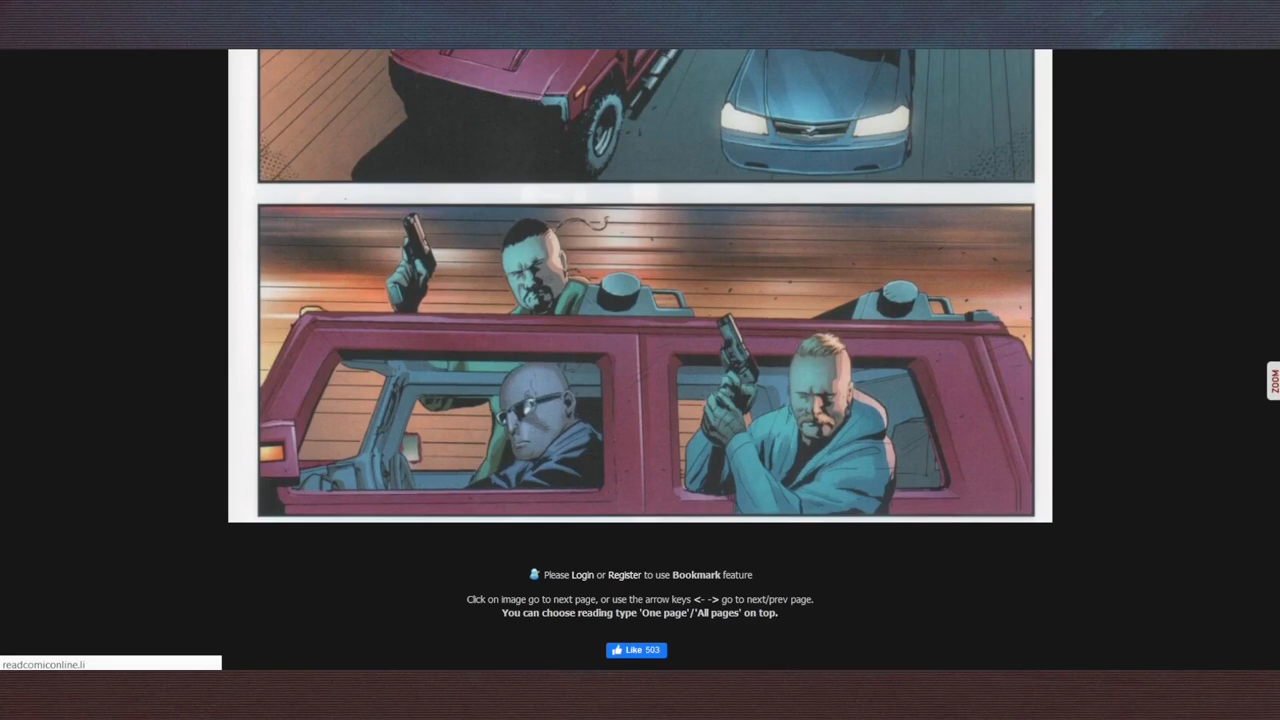 ZOOM
Please Login or Register to use Bookmark feature
Click on image go to next page, or use the arrow keys <- -> go to next/prev page.
You can choose reading type 'One page'/'All pages' on top.
Like 503
readcomiconline.li